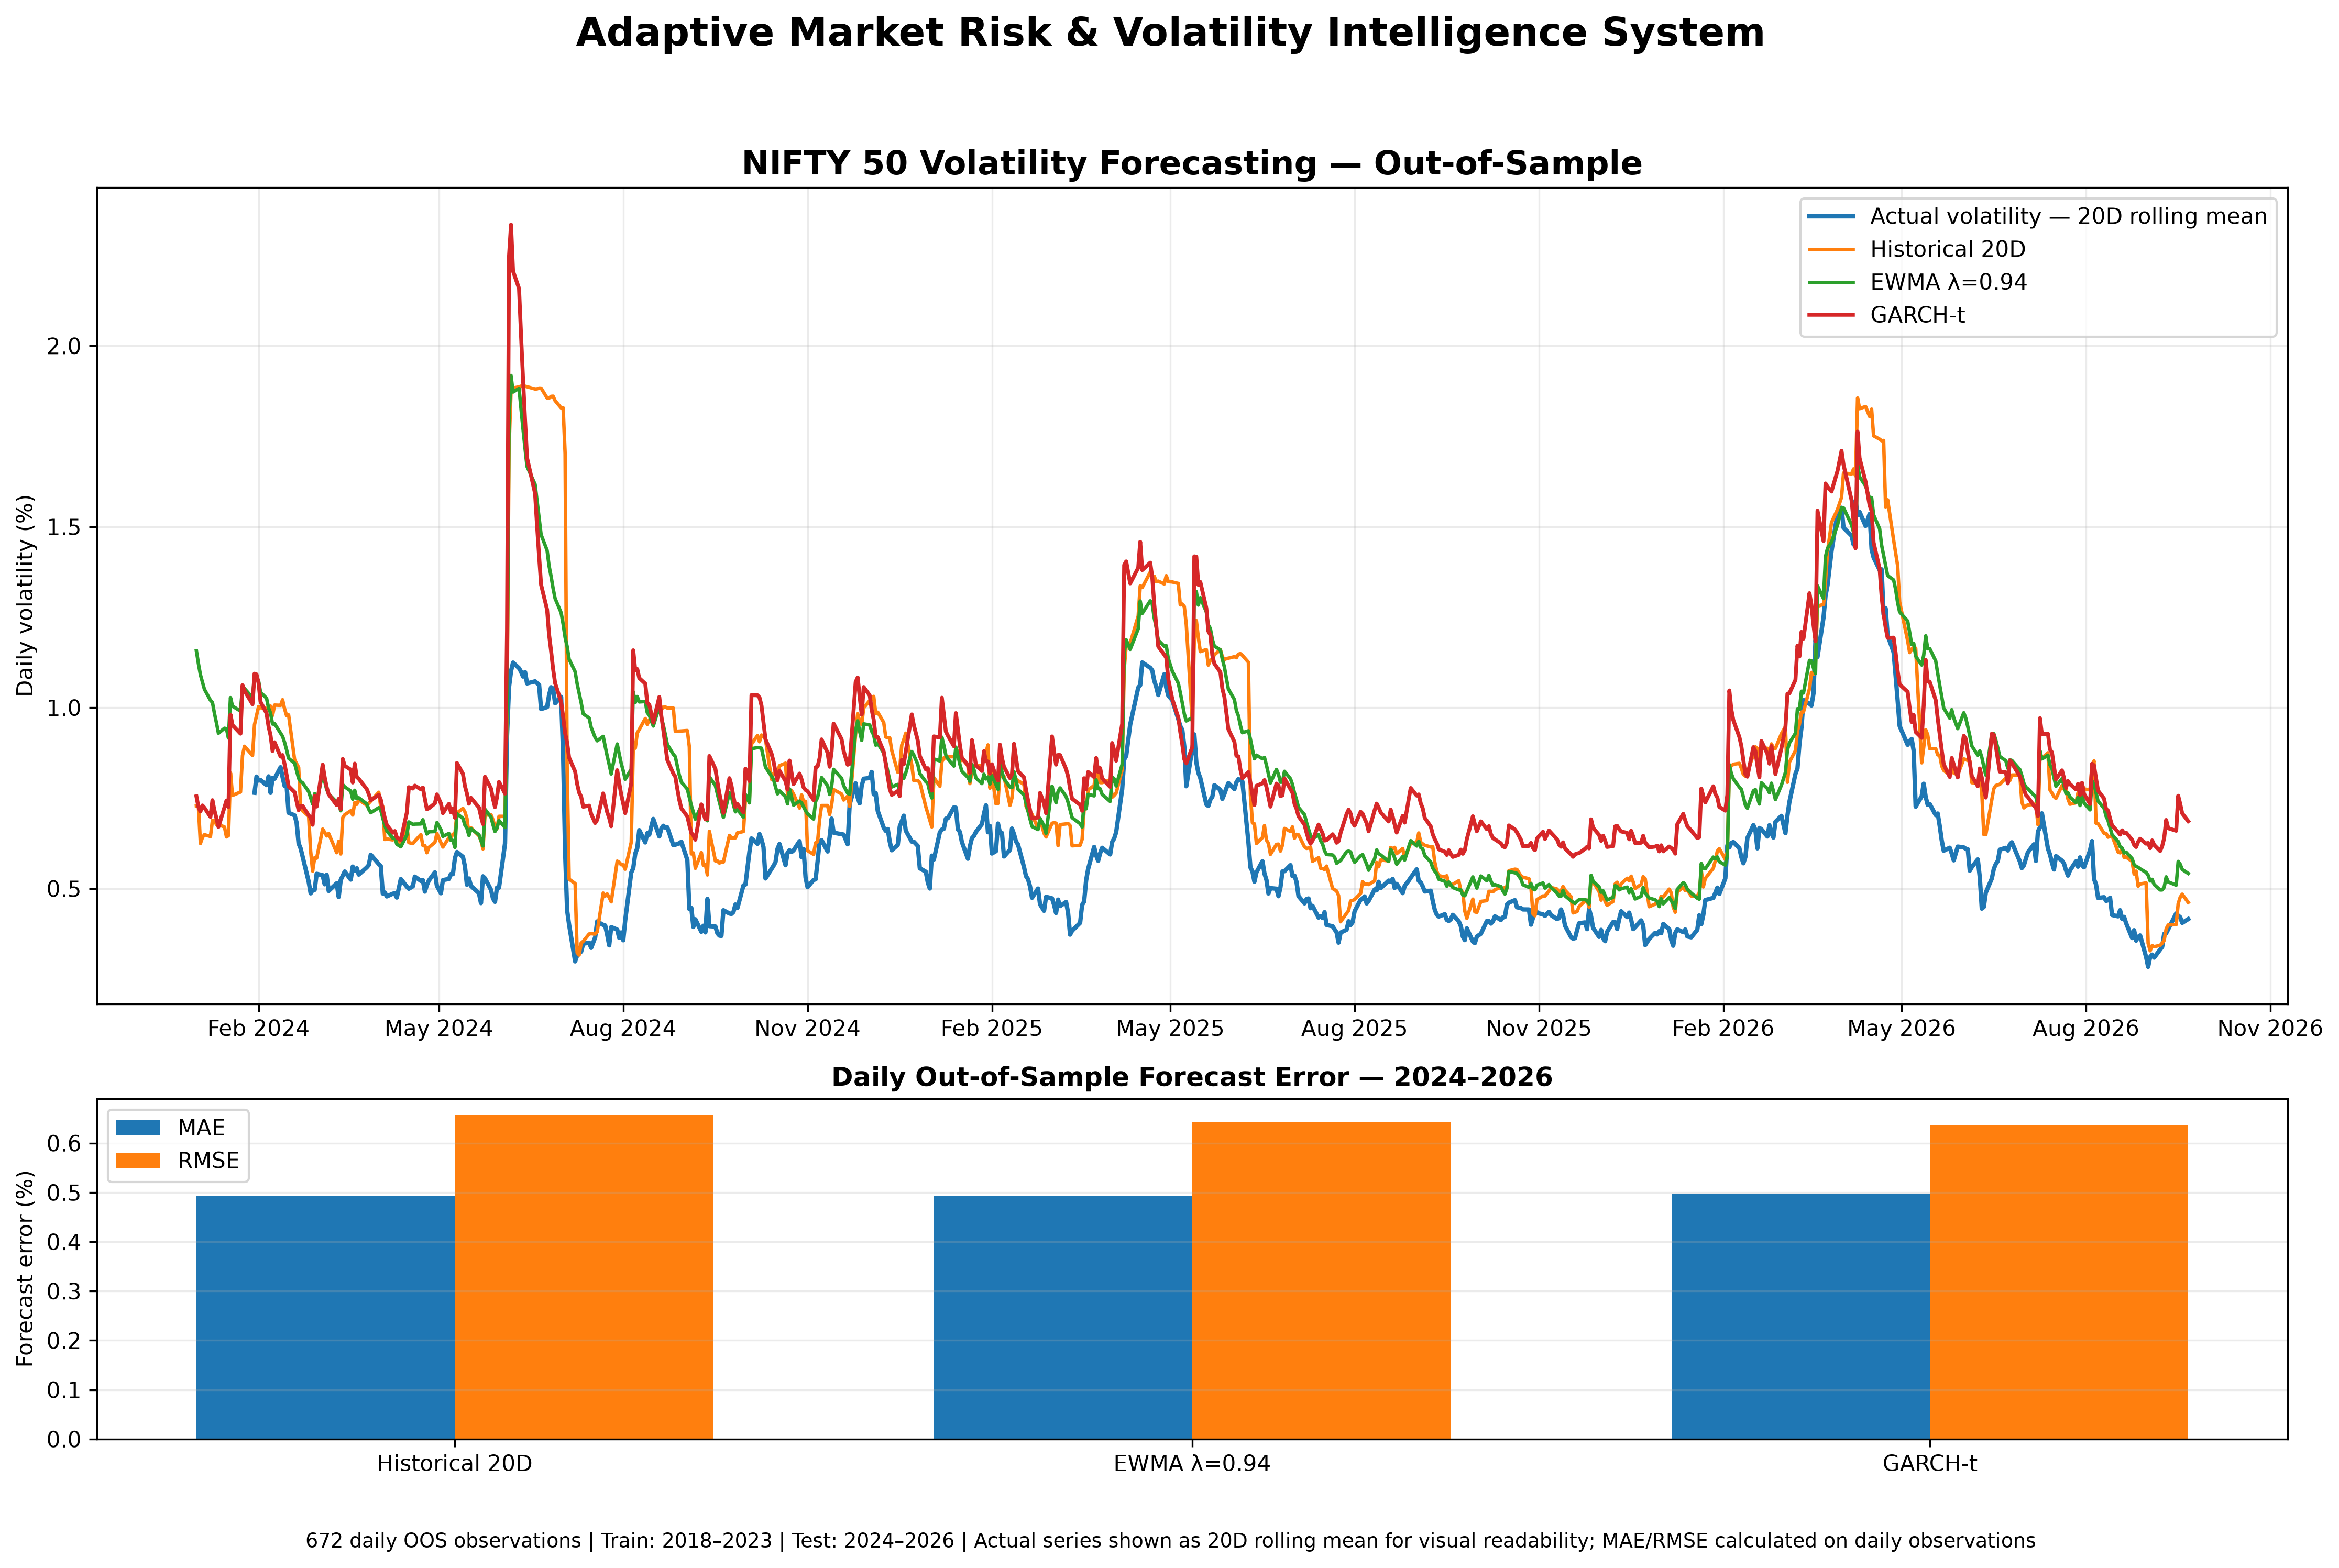 Adaptive Market Risk & Volatility Intelligence System
NIFTY 50 Volatility Forecasting — Out-of-Sample
Actual volatility — 20D rolling mean
Historical 20D
EWMA λ=0.94
GARCH-t
Daily volatility (%)
2.0
1.5
1.0
0.5
Feb 2024
May 2024
Aug 2024
Nov 2024
Feb 2025
May 2025
Aug 2025
Nov 2025
Feb 2026
May 2026
Aug 2026
Nov 2026
Daily Out-of-Sample Forecast Error — 2024–2026
MAE
RMSE
Forecast error (%)
0.6
0.5
0.4
0.3
0.2
0.1
0.0
Historical 20D
EWMA λ=0.94
GARCH-t
672 daily OOS observations | Train: 2018–2023 | Test: 2024–2026 | Actual series shown as 20D rolling mean for visual readability; MAE/RMSE calculated on daily observations